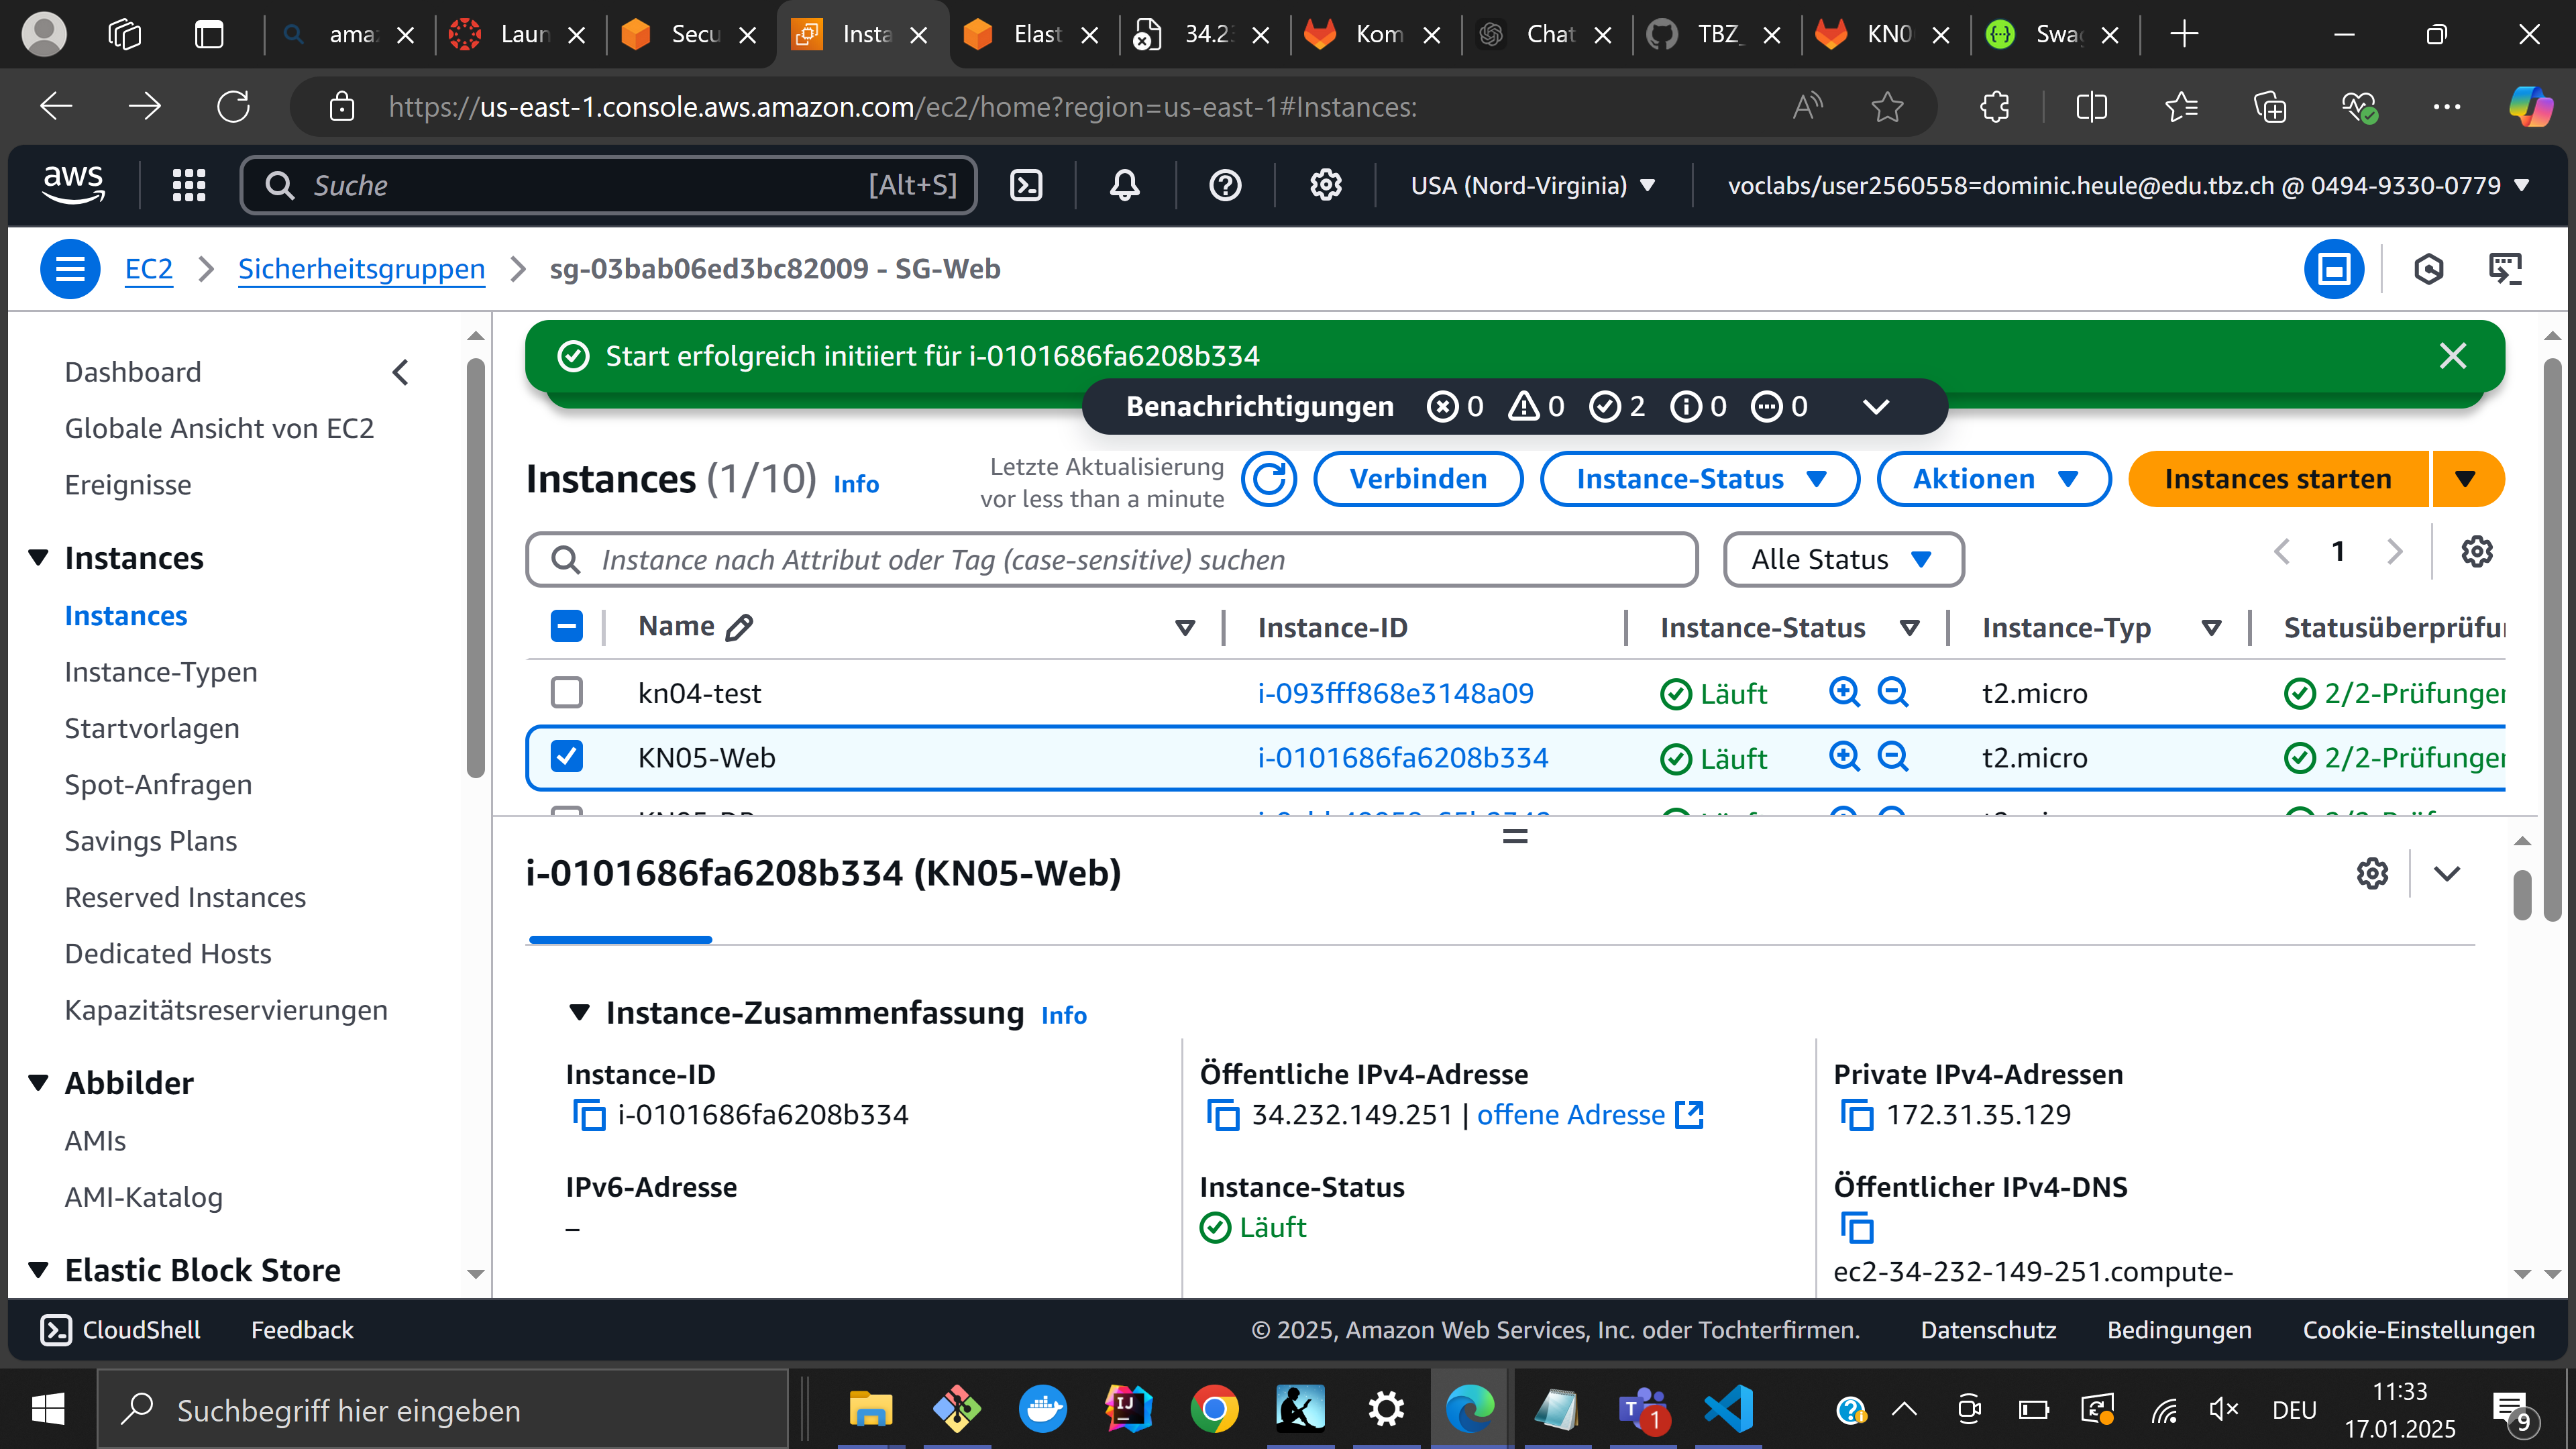 ama
Laun
Secu
Insta
Elast
34.2
Kom
Chat
TBZ_
KN0
Swa
https://us-east-1.console.aws.amazon.com/ec2/home?region=us-east-1#Instances:
aws
Suche
[Alt+S]
USA (Nord-Virginia)
voclabs/user2560558=dominic.heule@edu.tbz.ch @ 0494-9330-0779
EC2
Sicherheitsgruppen
sg-03bab06ed3bc82009 - SG-Web
Dashboard
Globale Ansicht von EC2
Ereignisse
Instances
Instances
Instance-Typen
Startvorlagen
Spot-Anfragen
Savings Plans
Reserved Instances
Dedicated Hosts
Kapazitätsreservierungen
Abbilder
AMIs
AMI-Katalog
Elastic Block Store
Start erfolgreich initiiert für i-0101686fa6208b334
Benachrichtigungen 0 0 2 0 0
Instances (1/10) Info
Letzte Aktualisierung
vor less than a minute
Verbinden
Instance-Status
Aktionen
Instances starten
Instance nach Attribut oder Tag (case-sensitive) suchen
Alle Status
1
Name Instance-ID Instance-Status Instance-Typ Statusüberprüfu
kn04-test i-093fff868e3148a09 Läuft t2.micro 2/2-Prüfungen
KN05-Web i-0101686fa6208b334 Läuft t2.micro 2/2-Prüfungen
i-0101686fa6208b334 (KN05-Web)
Instance-Zusammenfassung Info
Instance-ID
i-0101686fa6208b334
Öffentliche IPv4-Adresse
34.232.149.251 | offene Adresse
Private IPv4-Adressen
172.31.35.129
IPv6-Adresse
–
Instance-Status
Läuft
Öffentlicher IPv4-DNS
ec2-34-232-149-251.compute-
CloudShell
Feedback
© 2025, Amazon Web Services, Inc. oder Tochterfirmen.
Datenschutz
Bedingungen
Cookie-Einstellungen
Suchbegriff hier eingeben
1
DEU
11:33
17.01.2025
9